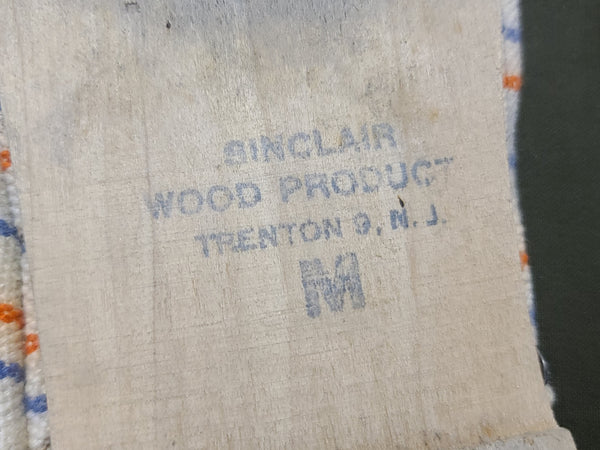 SINCLAIR
WOOD PRODUCT
TRENTON 9, N. J.
M